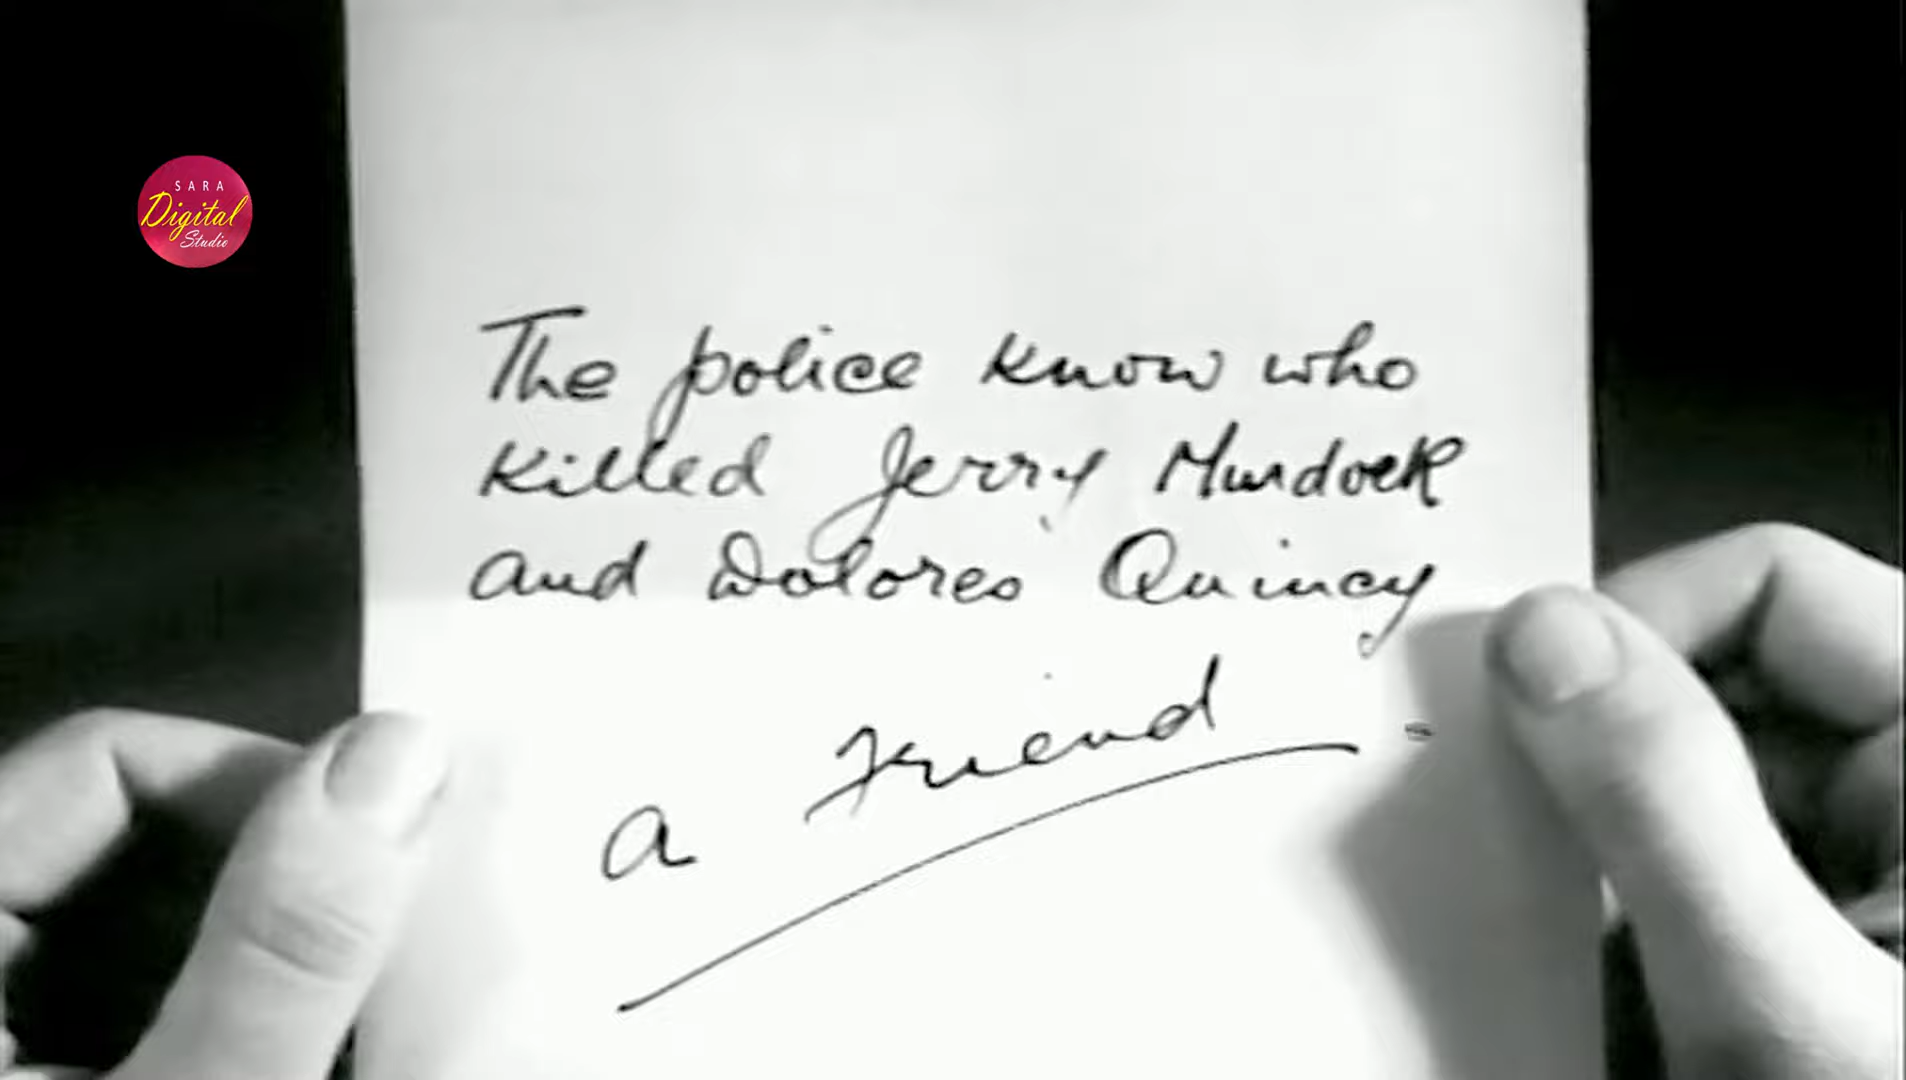 SARA
Digital
Studio
The police know who
killed Jerry Murdock
and Dolores Quincy
a Friend